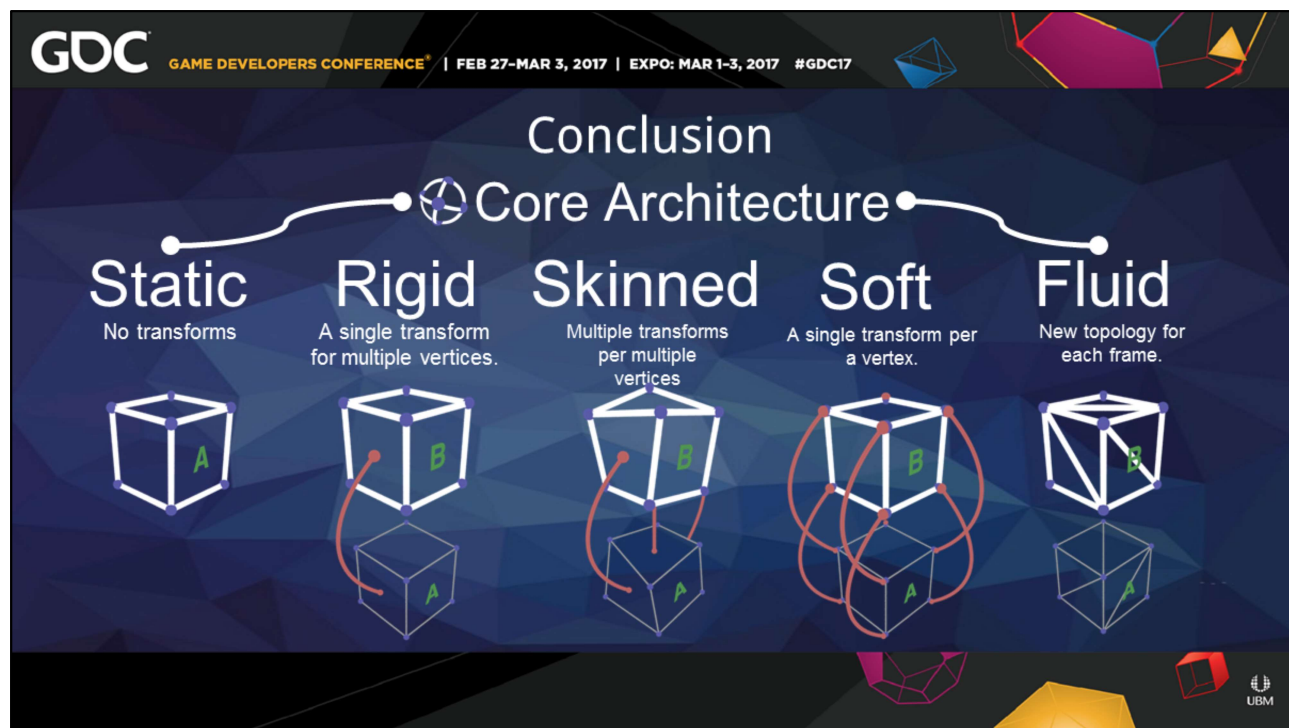 GDC
GAME DEVELOPERS CONFERENCE® | FEB 27–MAR 3, 2017 | EXPO: MAR 1–3, 2017 #GDC17
Conclusion
Core Architecture
Static
No transforms
Rigid
A single transform
for multiple vertices.
Skinned
Multiple transforms
per multiple
vertices
Soft
A single transform per
a vertex.
Fluid
New topology for
each frame.
A
B
B
B
B
A
A
A
A
UBM